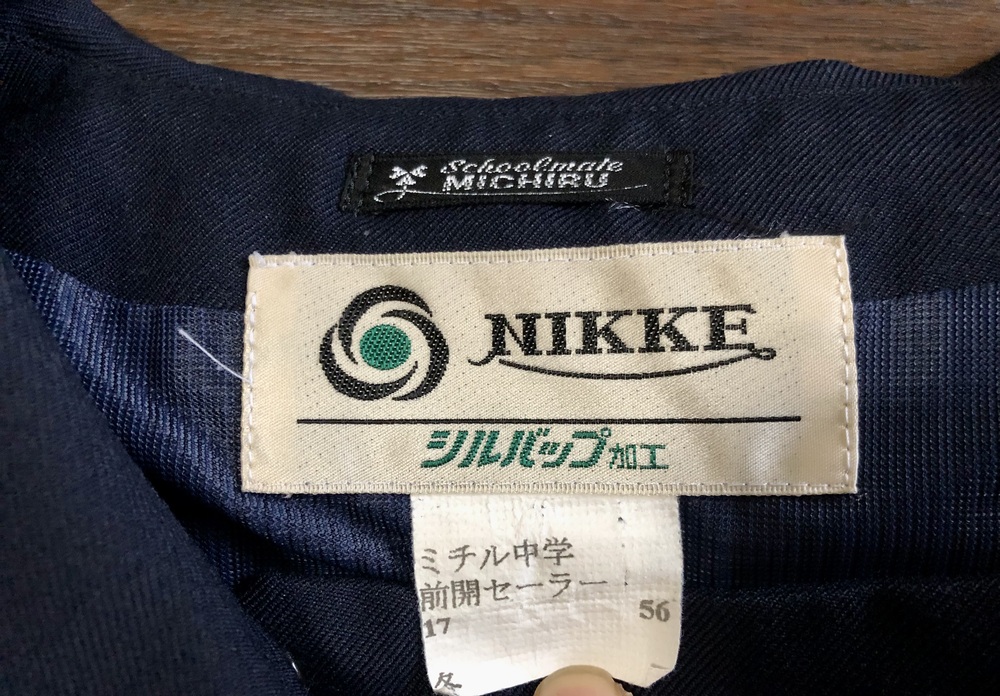 Schoolmate
MICHIRU
NIKKE
シルバップ加工
ミチル中学
前開セーラー
17 56
冬